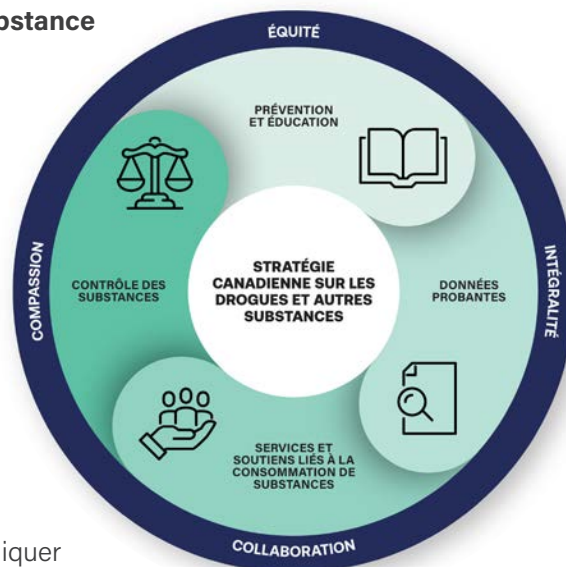 bstance
ÉQUITÉ
PRÉVENTION
ET ÉDUCATION
COMPASSION
CONTRÔLE DES
SUBSTANCES
STRATÉGIE
CANADIENNE SUR LES
DROGUES ET AUTRES
SUBSTANCES
DONNÉES
PROBANTES
INTÉGRALITÉ
SERVICES ET
SOUTIENS LIÉS À LA
CONSOMMATION DE
SUBSTANCES
COLLABORATION
iquer